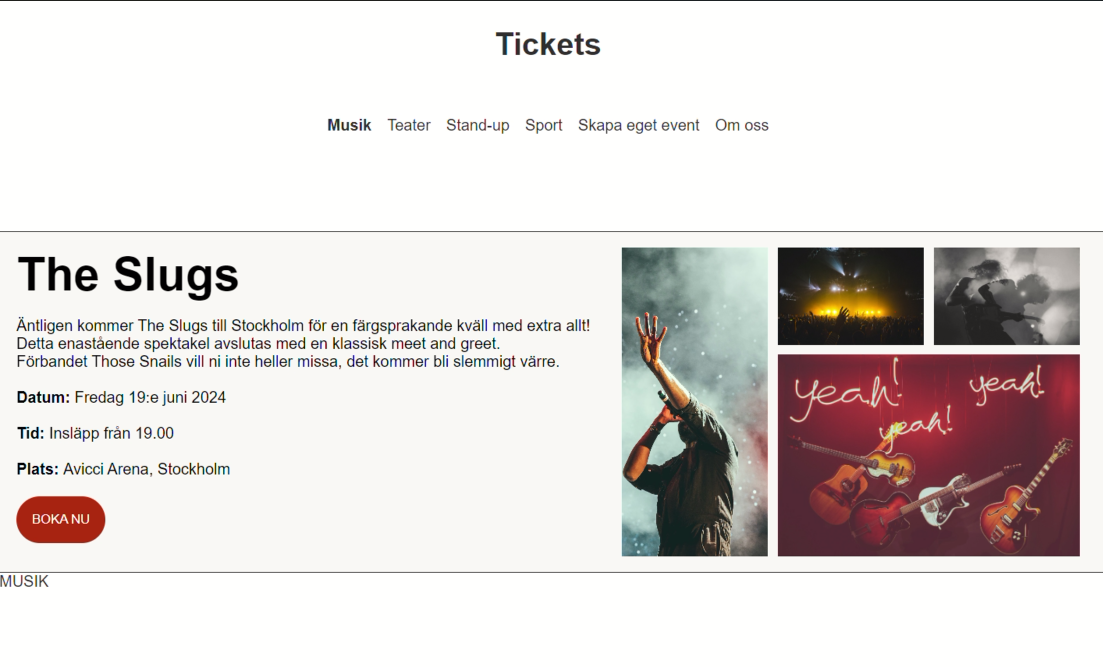 Tickets
Musik Teater Stand-up Sport Skapa eget event Om oss
The Slugs
Äntligen kommer The Slugs till Stockholm för en färgsprakande kväll med extra allt!
Detta enastående spektakel avslutas med en klassisk meet and greet.
Förbandet Those Snails vill ni inte heller missa, det kommer bli slemmigt värre.
Datum: Fredag 19:e juni 2024
Tid: Insläpp från 19.00
Plats: Avicci Arena, Stockholm
BOKA NU
yeah! yeah!
yeah!
MUSIK